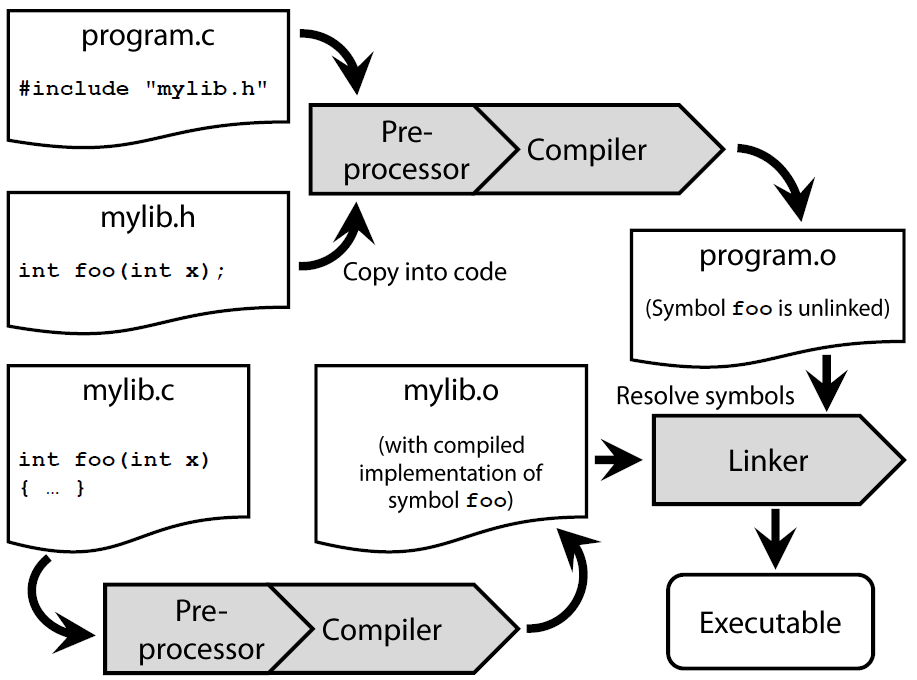 program.c
#include "mylib.h"
Pre-
processor
Compiler
mylib.h
int foo(int x);
Copy into code
program.o
(Symbol foo is unlinked)
mylib.c
int foo(int x)
{ … }
mylib.o
(with compiled
implementation of
symbol foo)
Resolve symbols
Linker
Pre-
processor
Compiler
Executable